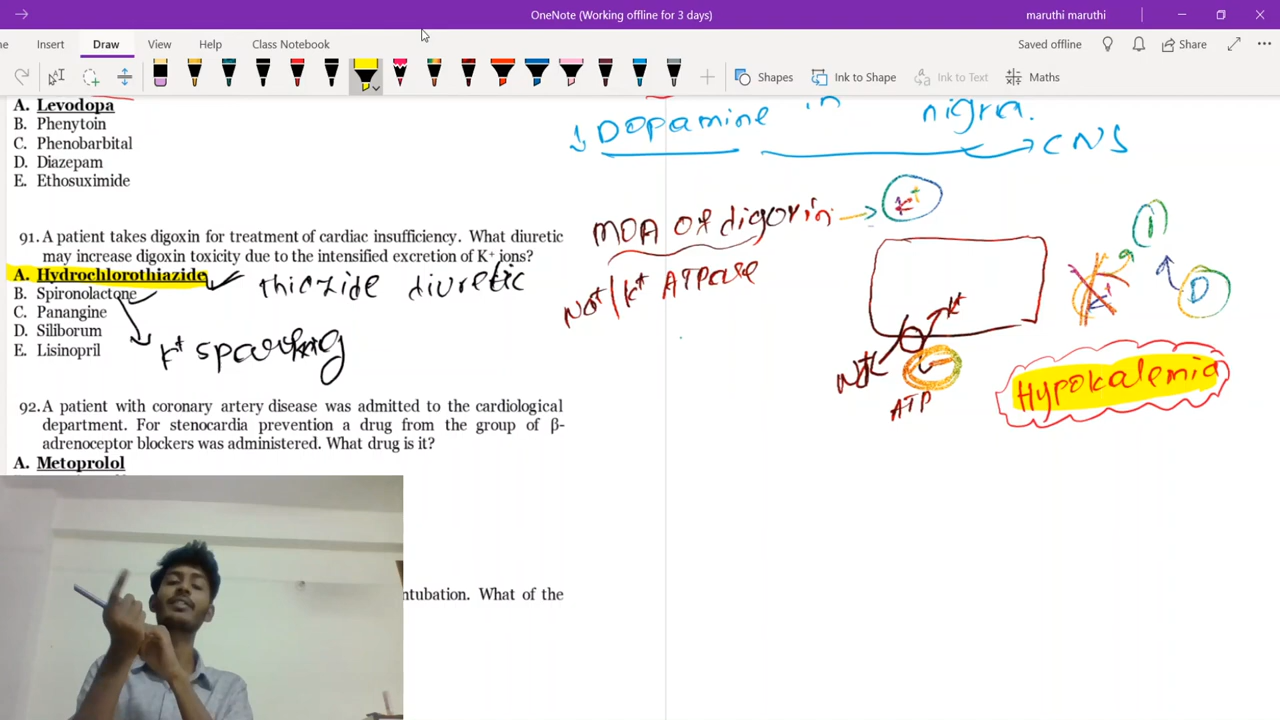 OneNote (Working offline for 3 days)
maruthi maruthi
Insert
Draw
View
Help
Class Notebook
Saved offline
Share
Shapes
Ink to Shape
Ink to Text
Maths
A. Levodopa
B. Phenytoin
C. Phenobarbital
D. Diazepam
E. Ethosuximide
↓ Dopamine in nigra.
CNS
91. A patient takes digoxin for treatment of cardiac insufficiency. What diuretic
may increase digoxin toxicity due to the intensified excretion of K+ ions?
A. Hydrochlorothiazide
B. Spironolactone
C. Panangine
D. Siliborum
E. Lisinopril
thiazide diuretic
K+ sparking
MOA Of digoxin → K+
Na+/K+ ATPase
K+
Na+
ATP
K+
D
Hypokalemia
92. A patient with coronary artery disease was admitted to the cardiological
department. For stenocardia prevention a drug from the group of β-
adrenoceptor blockers was administered. What drug is it?
A. Metoprolol
ntubation. What of the